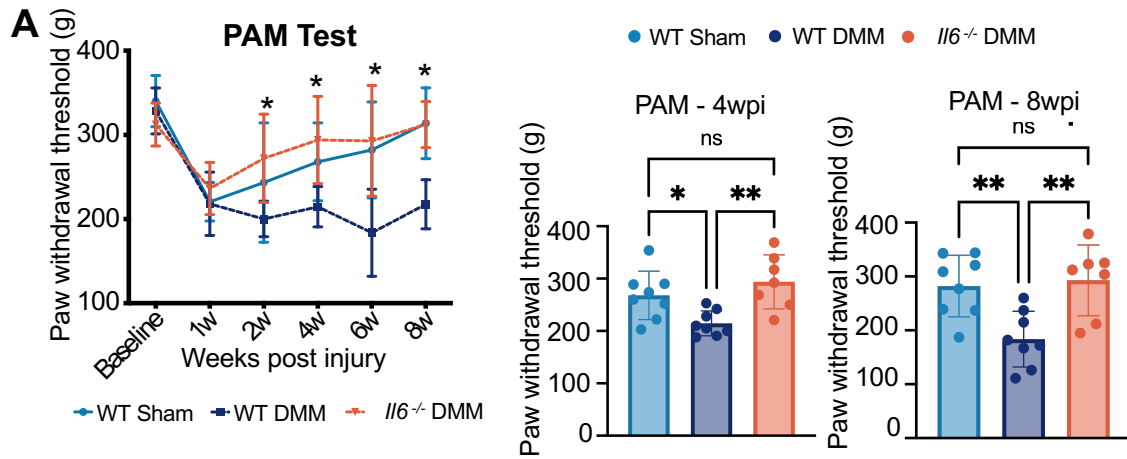 A
PAM Test
Paw withdrawal threshold (g)
400
300
200
100
* * * *
Baseline 1w 2w 4w 6w 8w
Weeks post injury
WT Sham WT DMM Il6-/- DMM
WT Sham WT DMM Il6-/- DMM
PAM - 4wpi
ns
* **
Paw withdrawal threshold (g)
400
300
200
100
0
PAM - 8wpi
ns
** **
Paw withdrawal threshold (g)
400
300
200
100
0